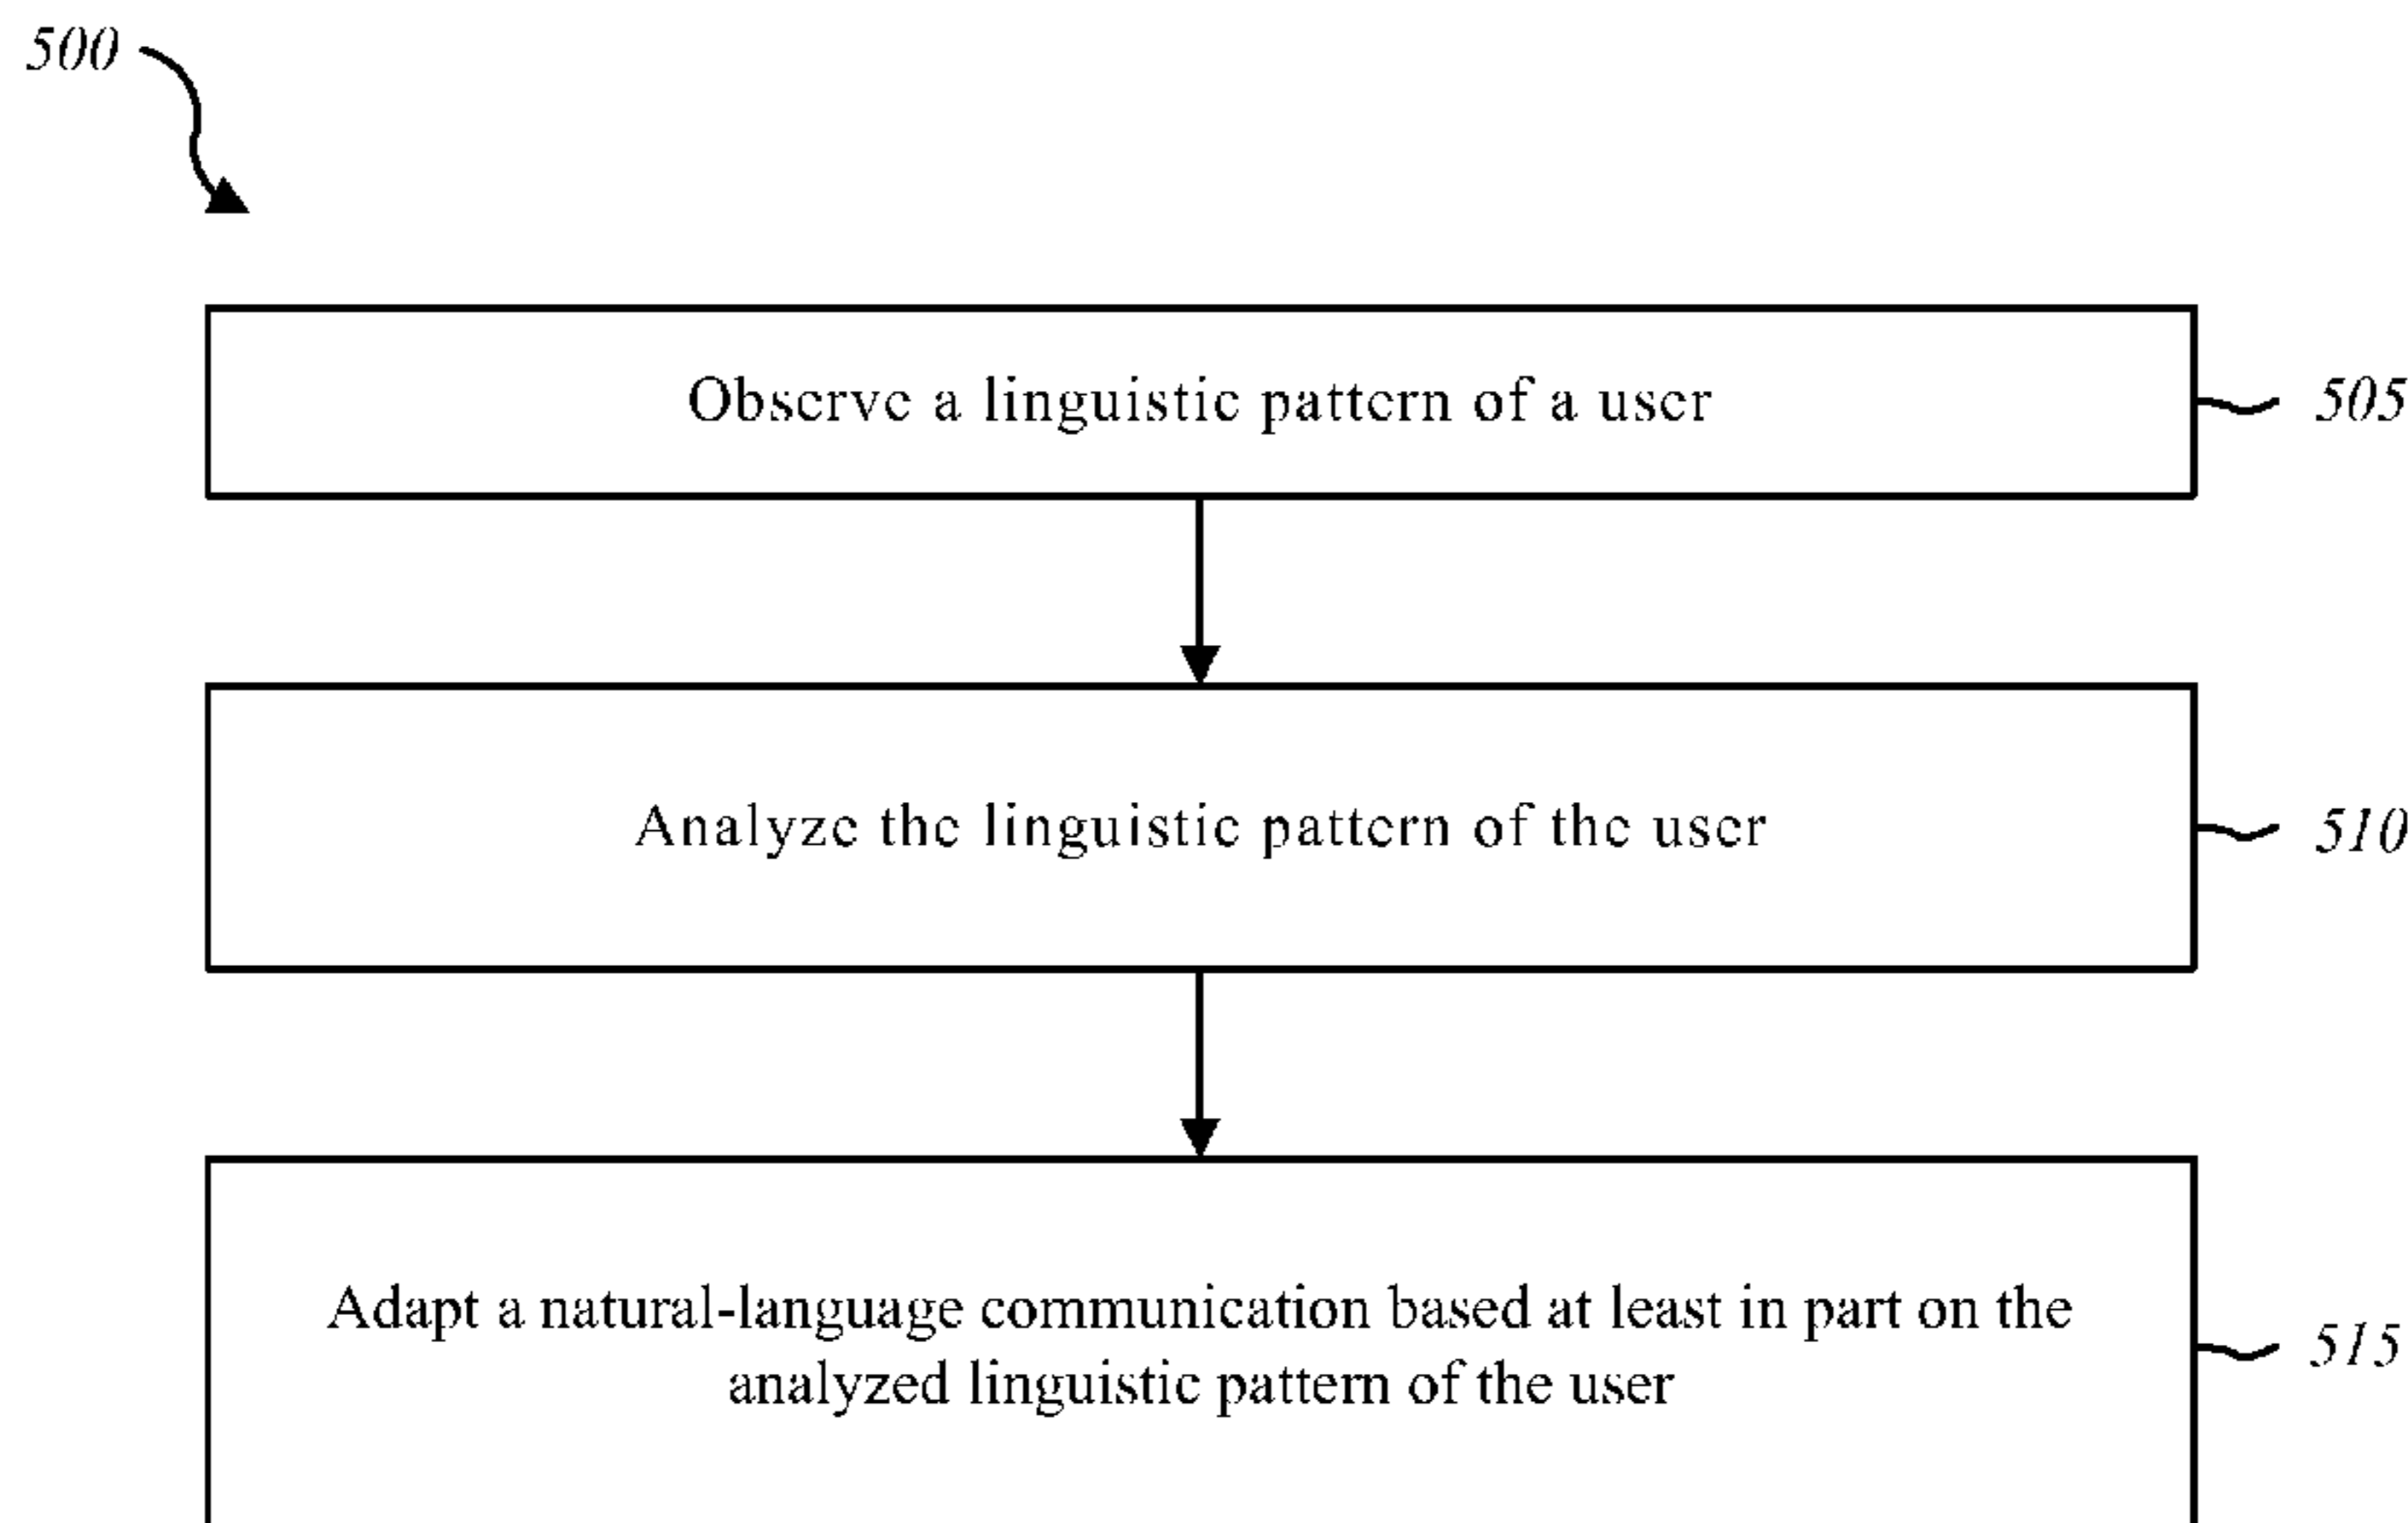 500
Observe a linguistic pattern of a user
505
Analyze the linguistic pattern of the user
510
Adapt a natural-language communication based at least in part on the
analyzed linguistic pattern of the user
515